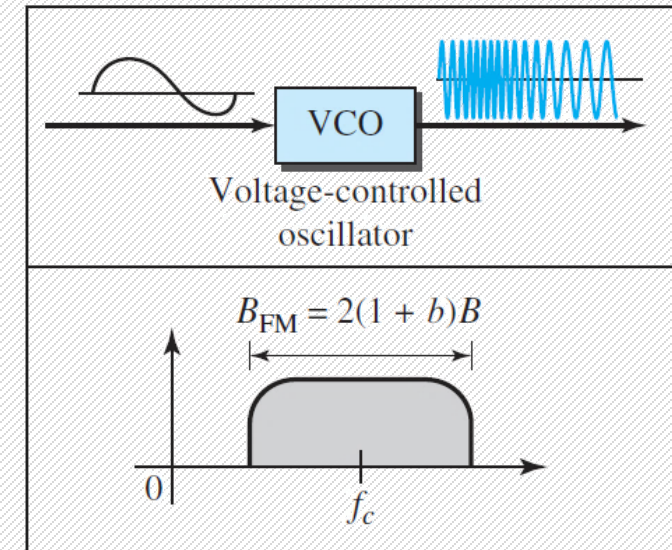 VCO
Voltage-controlled
oscillator
B_FM = 2(1 + b)B
0
f_c